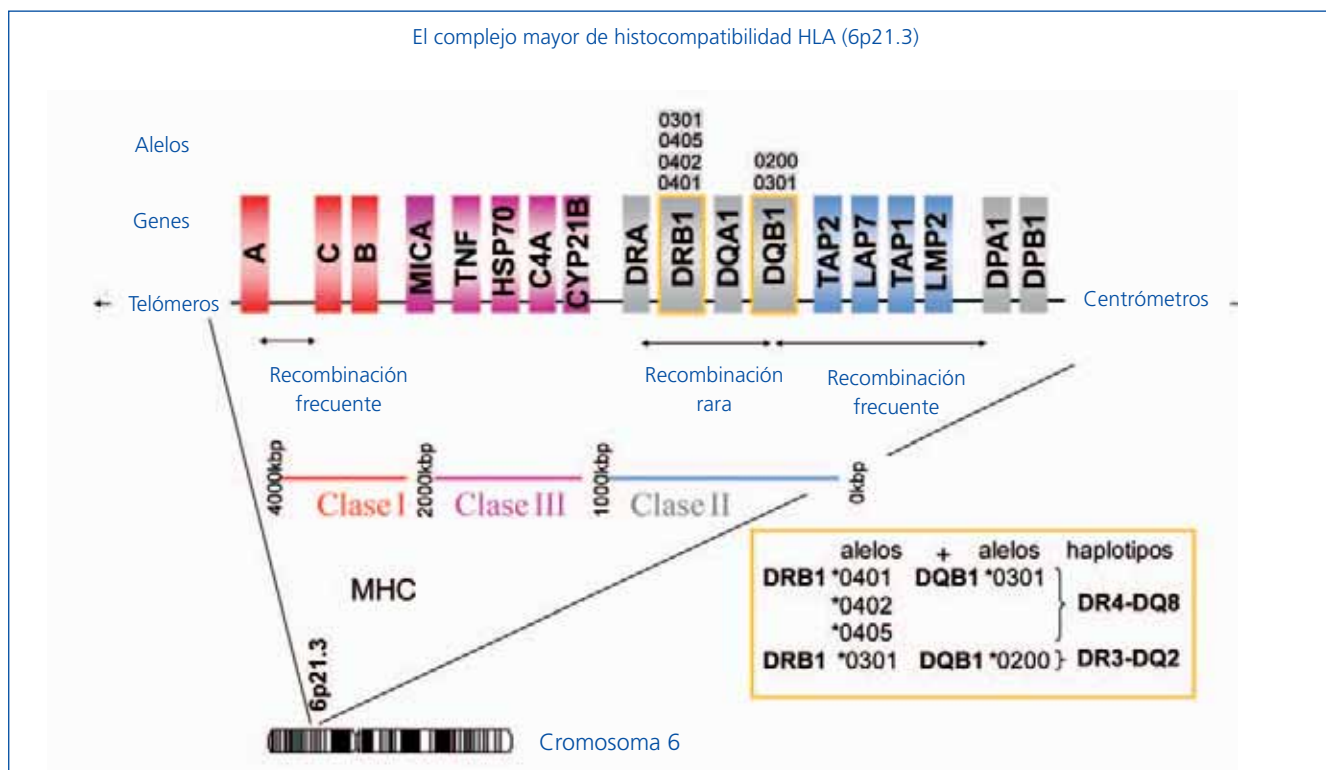 El complejo mayor de histocompatibilidad HLA (6p21.3)
Alelos
0301
0405
0402
0401
0200
0301
Genes
A
C
B
MICA
TNF
HSP70
C4A
CYP21B
DRA
DRB1
DQA1
DQB1
TAP2
LAP7
TAP1
LMP2
DPA1
DPB1
Telómeros
Centrómetros
Recombinación
frecuente
Recombinación
rara
Recombinación
frecuente
4000kbp
Clase I
2000kbp
Clase III
1000kbp
Clase II
0kbp
MHC
alelos + alelos haplotipos
DRB1 *0401 DQB1 *0301
*0402 DR4-DQ8
*0405
DRB1 *0301 DQB1 *0200 } DR3-DQ2
6p21.3
Cromosoma 6